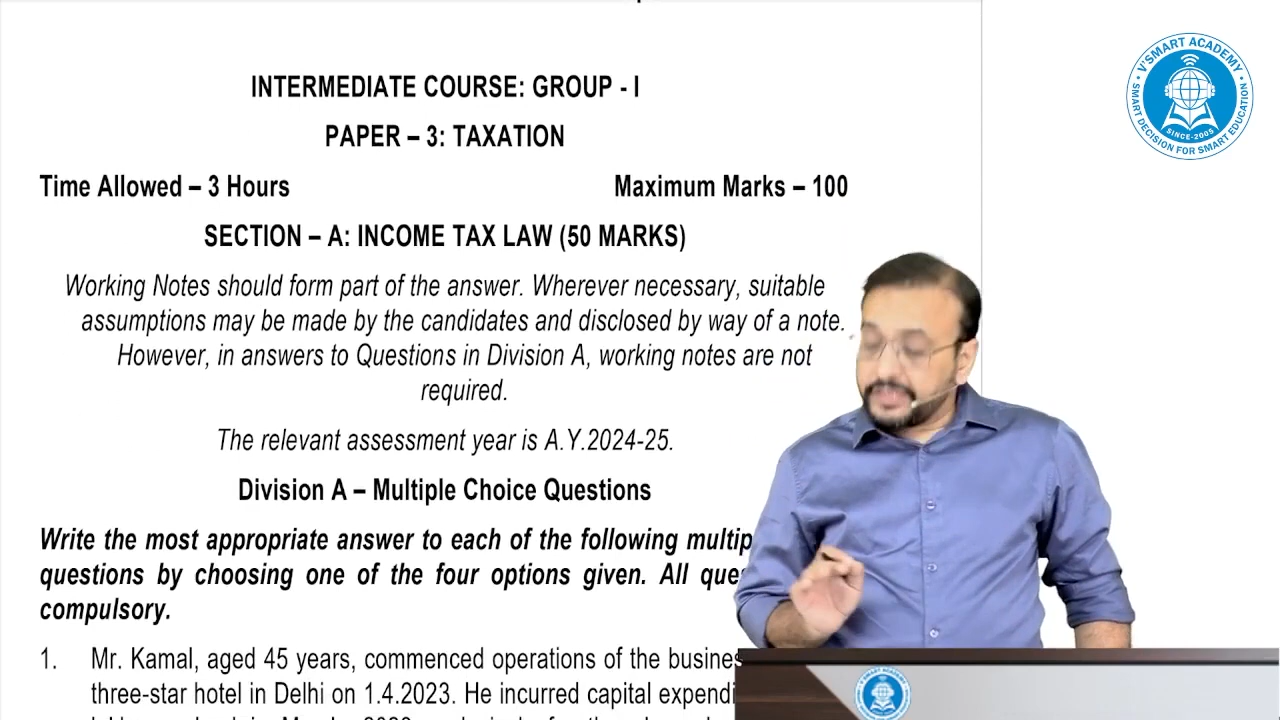 INTERMEDIATE COURSE: GROUP - I
PAPER – 3: TAXATION
Time Allowed – 3 Hours Maximum Marks – 100
SECTION – A: INCOME TAX LAW (50 MARKS)
Working Notes should form part of the answer. Wherever necessary, suitable
assumptions may be made by the candidates and disclosed by way of a note.
However, in answers to Questions in Division A, working notes are not
required.
The relevant assessment year is A.Y.2024-25.
Division A – Multiple Choice Questions
Write the most appropriate answer to each of the following
questions by choosing one of the four options given. All
compulsory.
1. Mr. Kamal, aged 45 years, commenced operations of the
three-star hotel in Delhi on 1.4.2023. He incurred capital
V'SMART ACADEMY
SMART DECISION FOR SMART EDUCATION
SINCE-2005